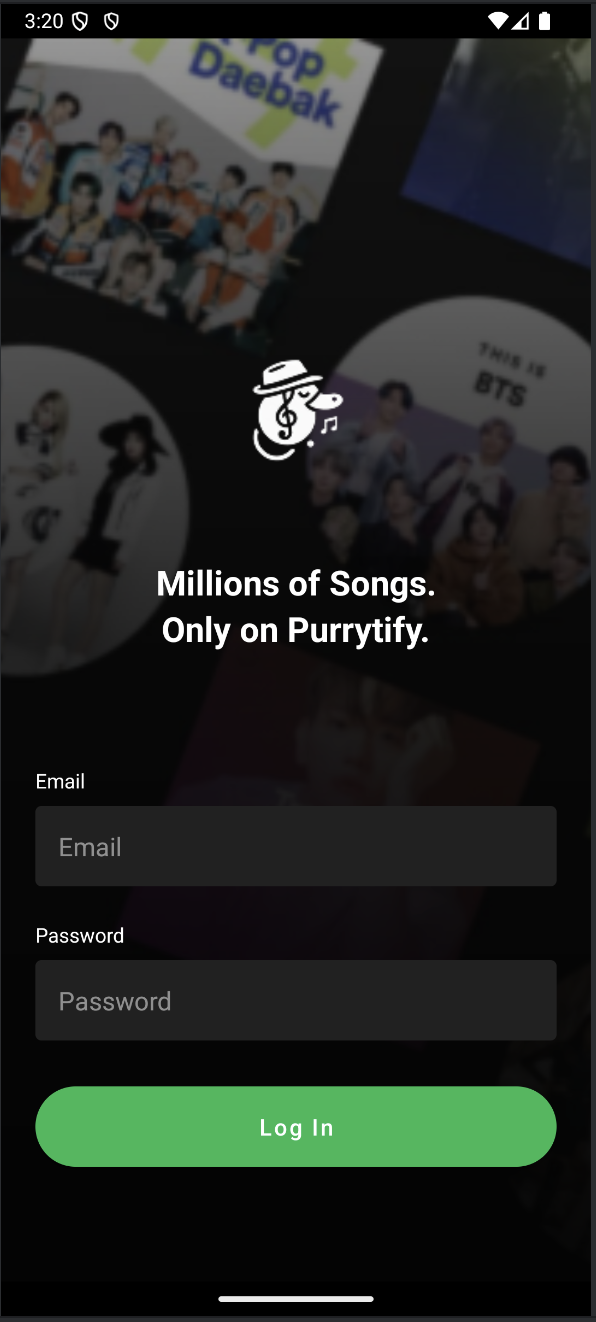 3:20
Pop
Daebak
THIS IS
BTS
Millions of Songs.
Only on Purrytify.
Email
Email
Password
Password
Log In